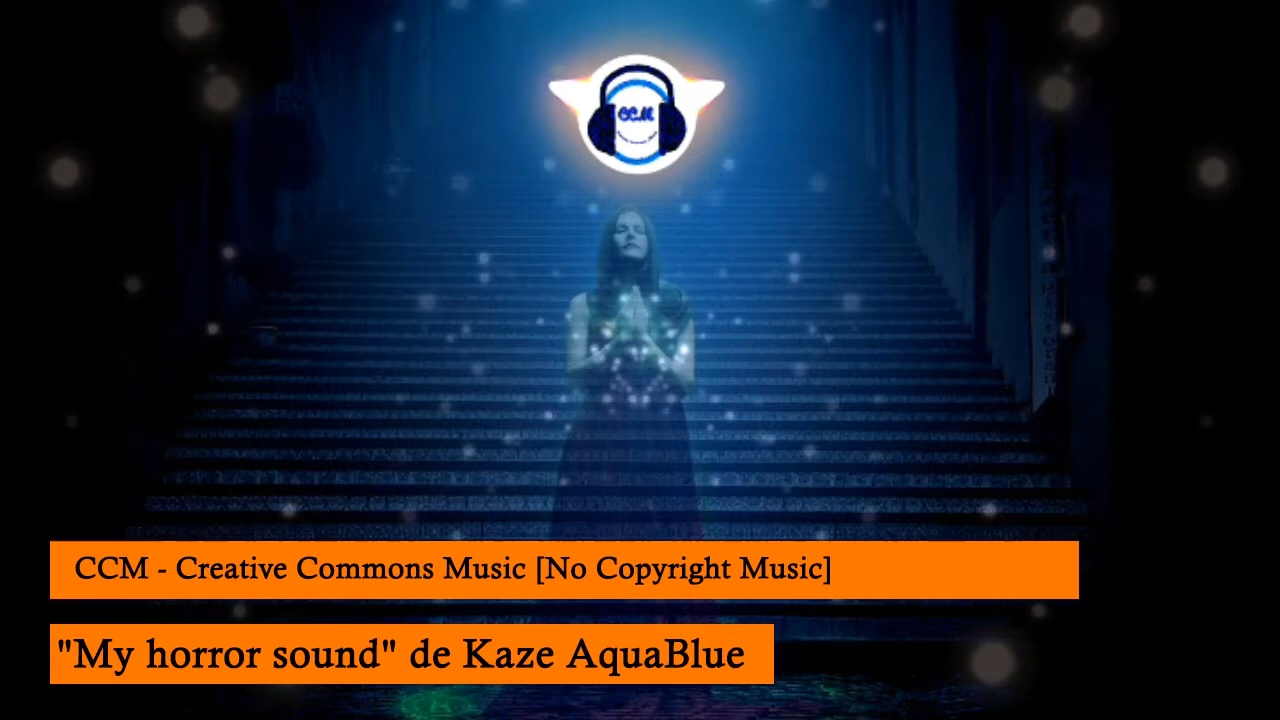 CCM
CCM - Creative Commons Music [No Copyright Music]
"My horror sound" de Kaze AquaBlue